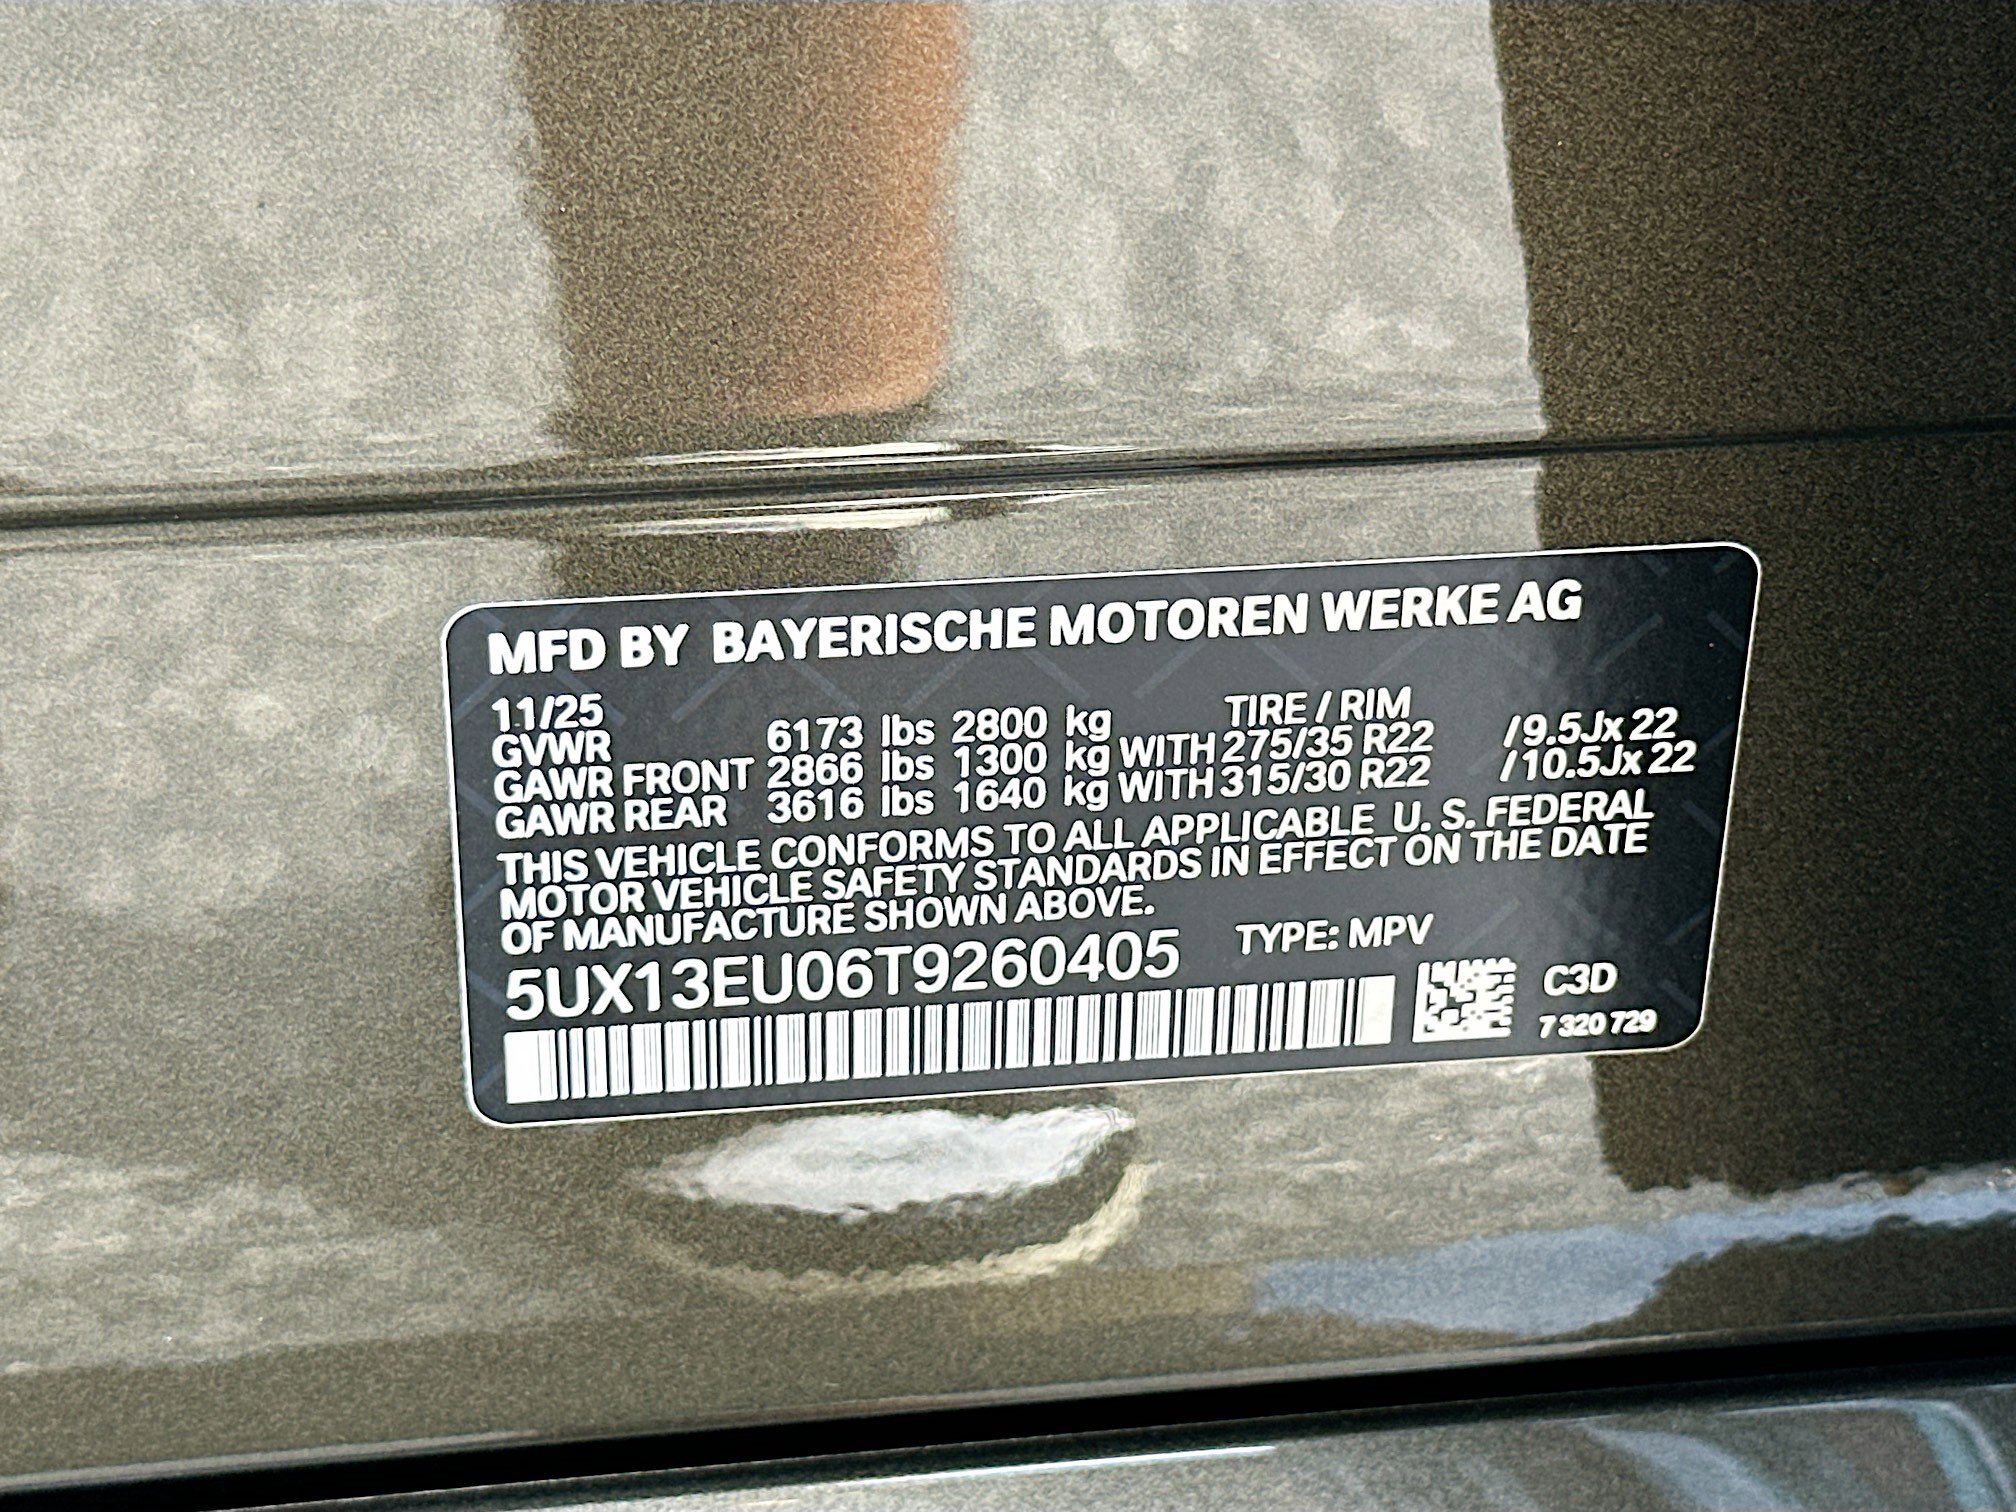 MFD BY BAYERISCHE MOTOREN WERKE AG
11/25 TIRE / RIM
GVWR 6173 lbs 2800 kg
GAWR FRONT 2866 lbs 1300 kg WITH 275/35 R22 /9.5Jx 22
GAWR REAR 3616 lbs 1640 kg WITH 315/30 R22 /10.5Jx 22
THIS VEHICLE CONFORMS TO ALL APPLICABLE U. S. FEDERAL
MOTOR VEHICLE SAFETY STANDARDS IN EFFECT ON THE DATE
OF MANUFACTURE SHOWN ABOVE.
5UX13EU06T9260405 TYPE: MPV
C3D
7 320 729